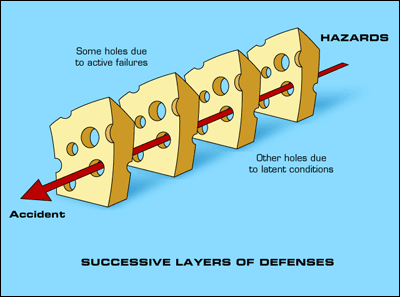 Some holes due
to active failures
HAZARDS
Other holes due
to latent conditions
Accident
SUCCESSIVE LAYERS OF DEFENSES